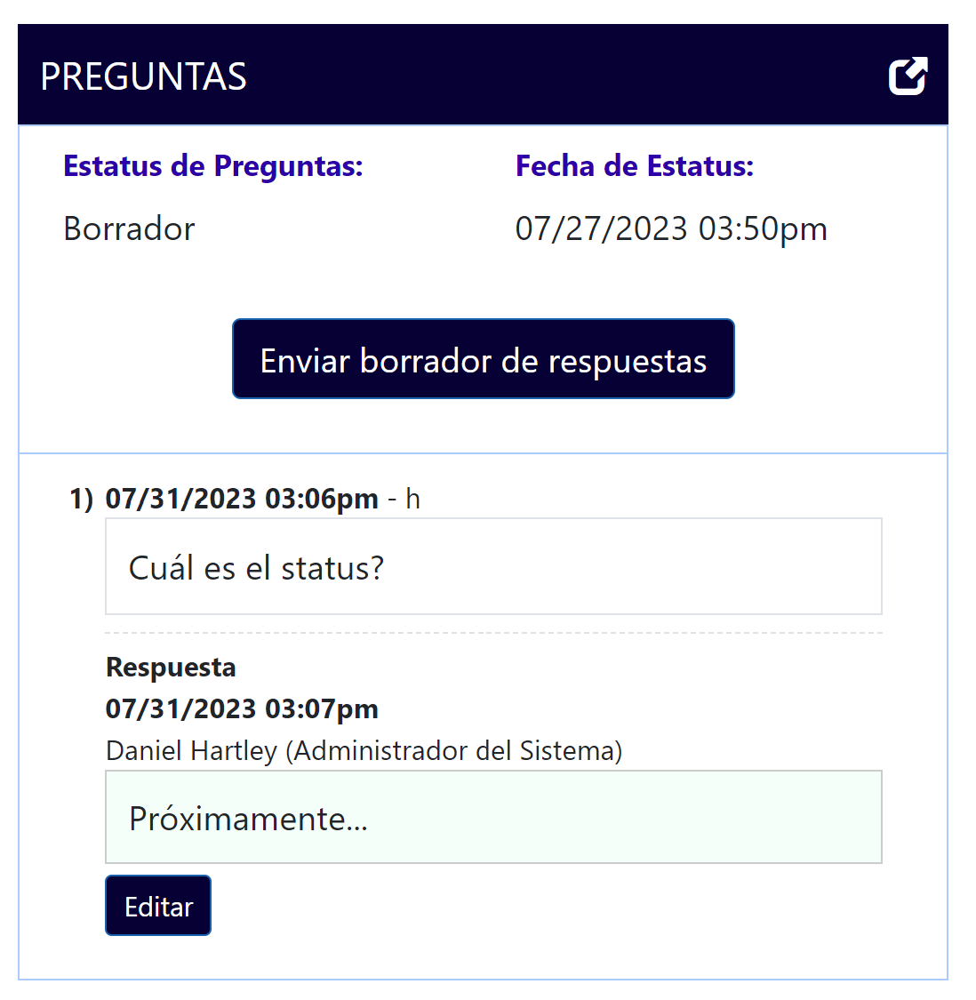 PREGUNTAS
Estatus de Preguntas:
Fecha de Estatus:
Borrador
07/27/2023 03:50pm
Enviar borrador de respuestas
1) 07/31/2023 03:06pm - h
Cuál es el status?
Respuesta
07/31/2023 03:07pm
Daniel Hartley (Administrador del Sistema)
Próximamente...
Editar